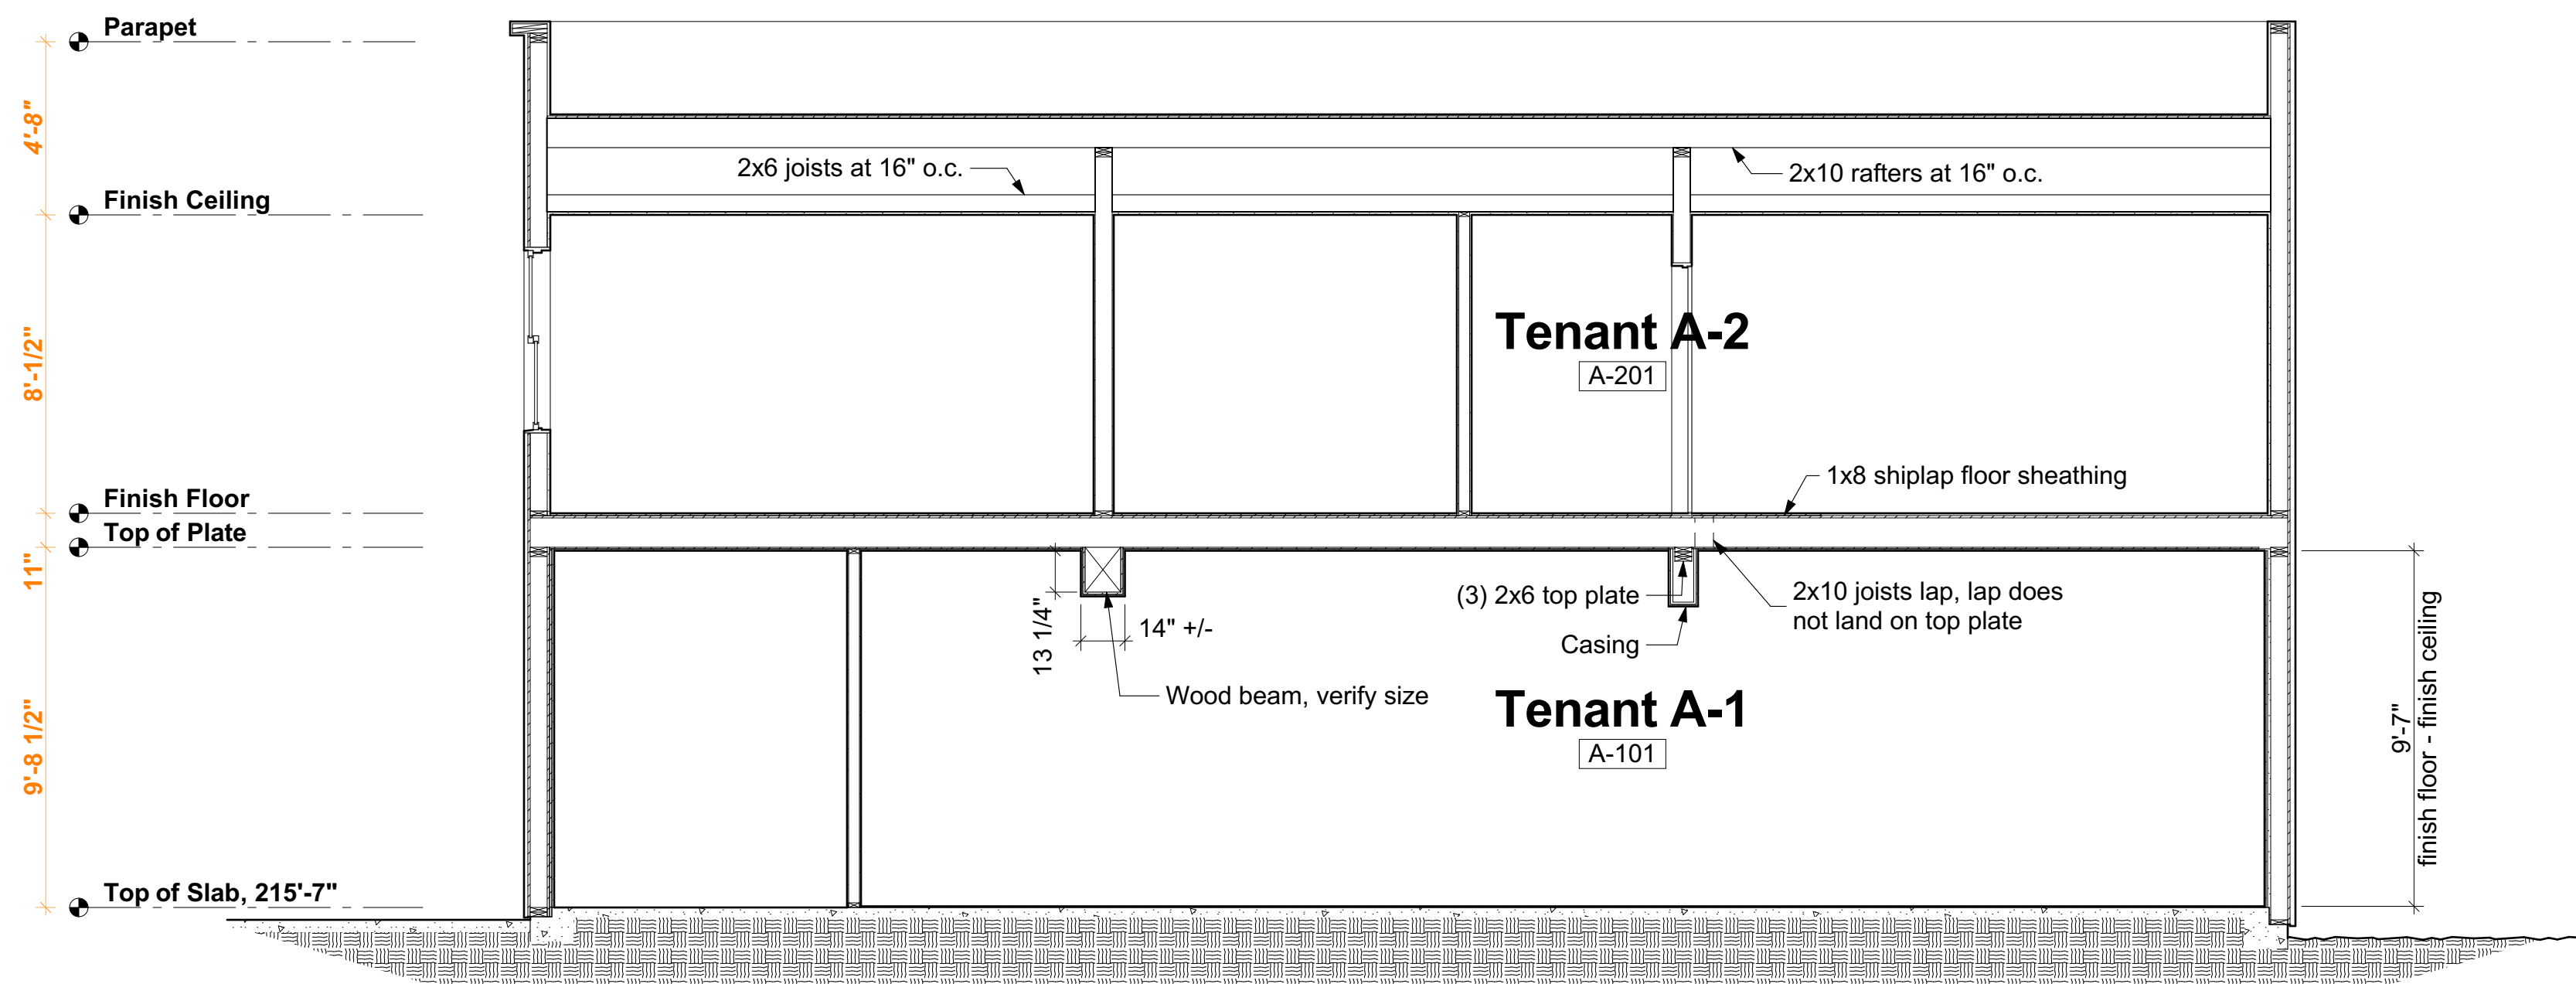 Parapet
4'-8"
2x6 joists at 16" o.c.
2x10 rafters at 16" o.c.
Finish Ceiling
8'-1/2"
Tenant A-2
A-201
1x8 shiplap floor sheathing
Finish Floor
Top of Plate
11"
13 1/4"
14" +/-
(3) 2x6 top plate
Casing
2x10 joists lap, lap does
not land on top plate
Wood beam, verify size
Tenant A-1
A-101
9'-8 1/2"
9'-7"
finish floor - finish ceiling
Top of Slab, 215'-7"